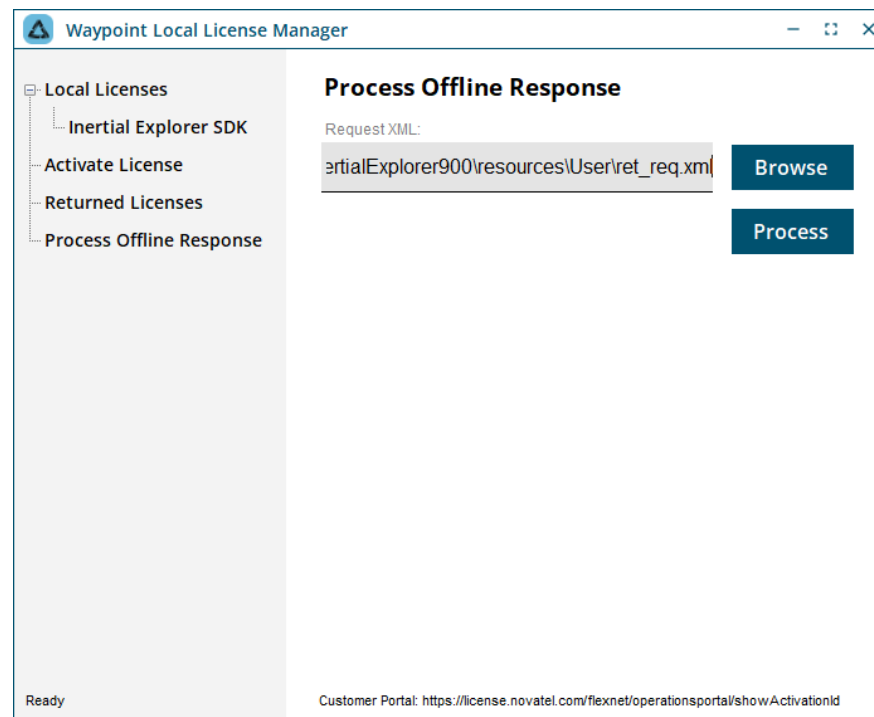 Waypoint Local License Manager
Local Licenses
Inertial Explorer SDK
Activate License
Returned Licenses
Process Offline Response
Process Offline Response
Request XML:
ertialExplorer900\resources\User\ret_req.xml
Browse
Process
Ready
Customer Portal: https://license.novatel.com/flexnet/operationsportal/showActivationId